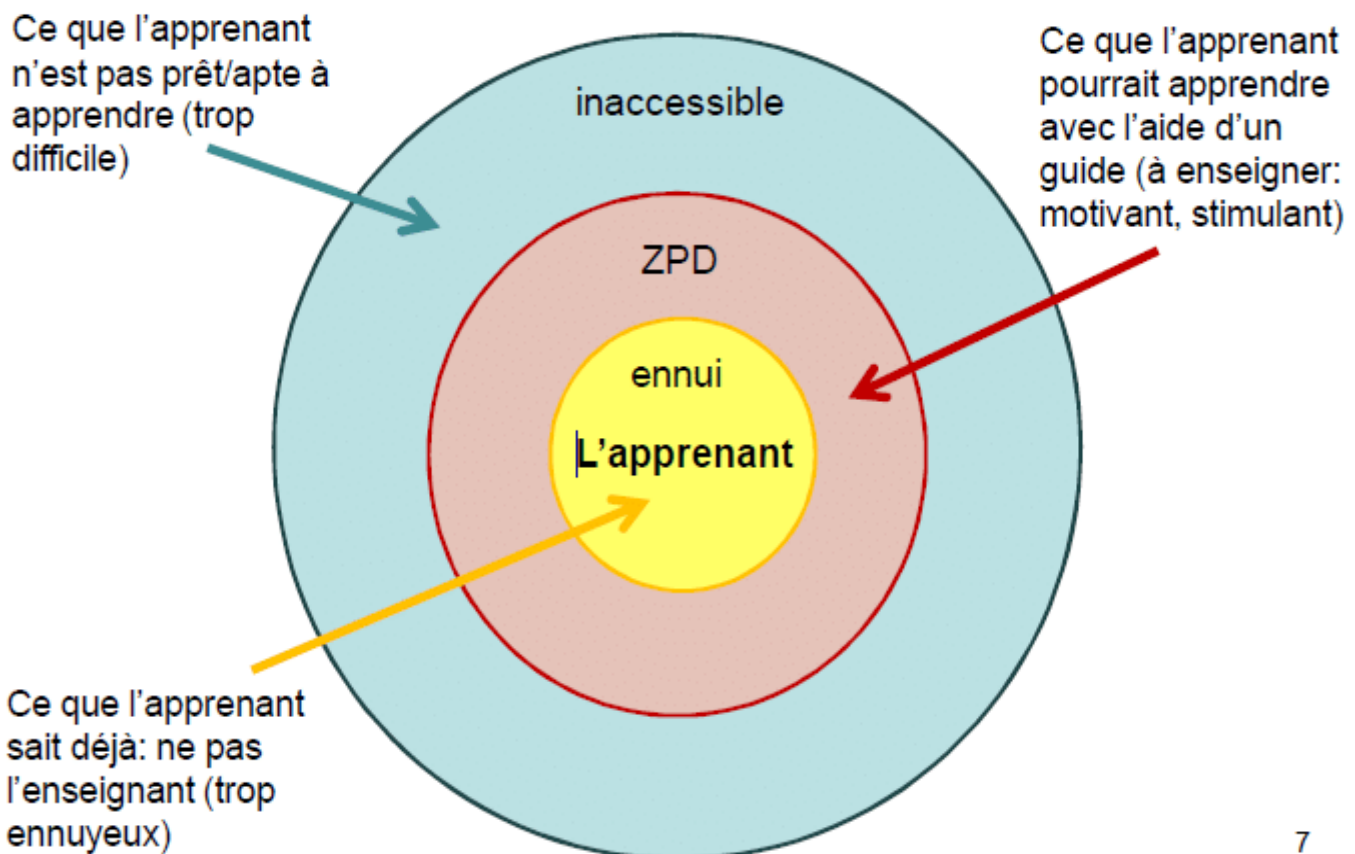 Ce que l’apprenant
n’est pas prêt/apte à
apprendre (trop
difficile)
Ce que l’apprenant
pourrait apprendre
avec l’aide d’un
guide (à enseigner:
motivant, stimulant)
inaccessible
ZPD
ennui
L’apprenant
Ce que l’apprenant
sait déjà: ne pas
l’enseignant (trop
ennuyeux)
7